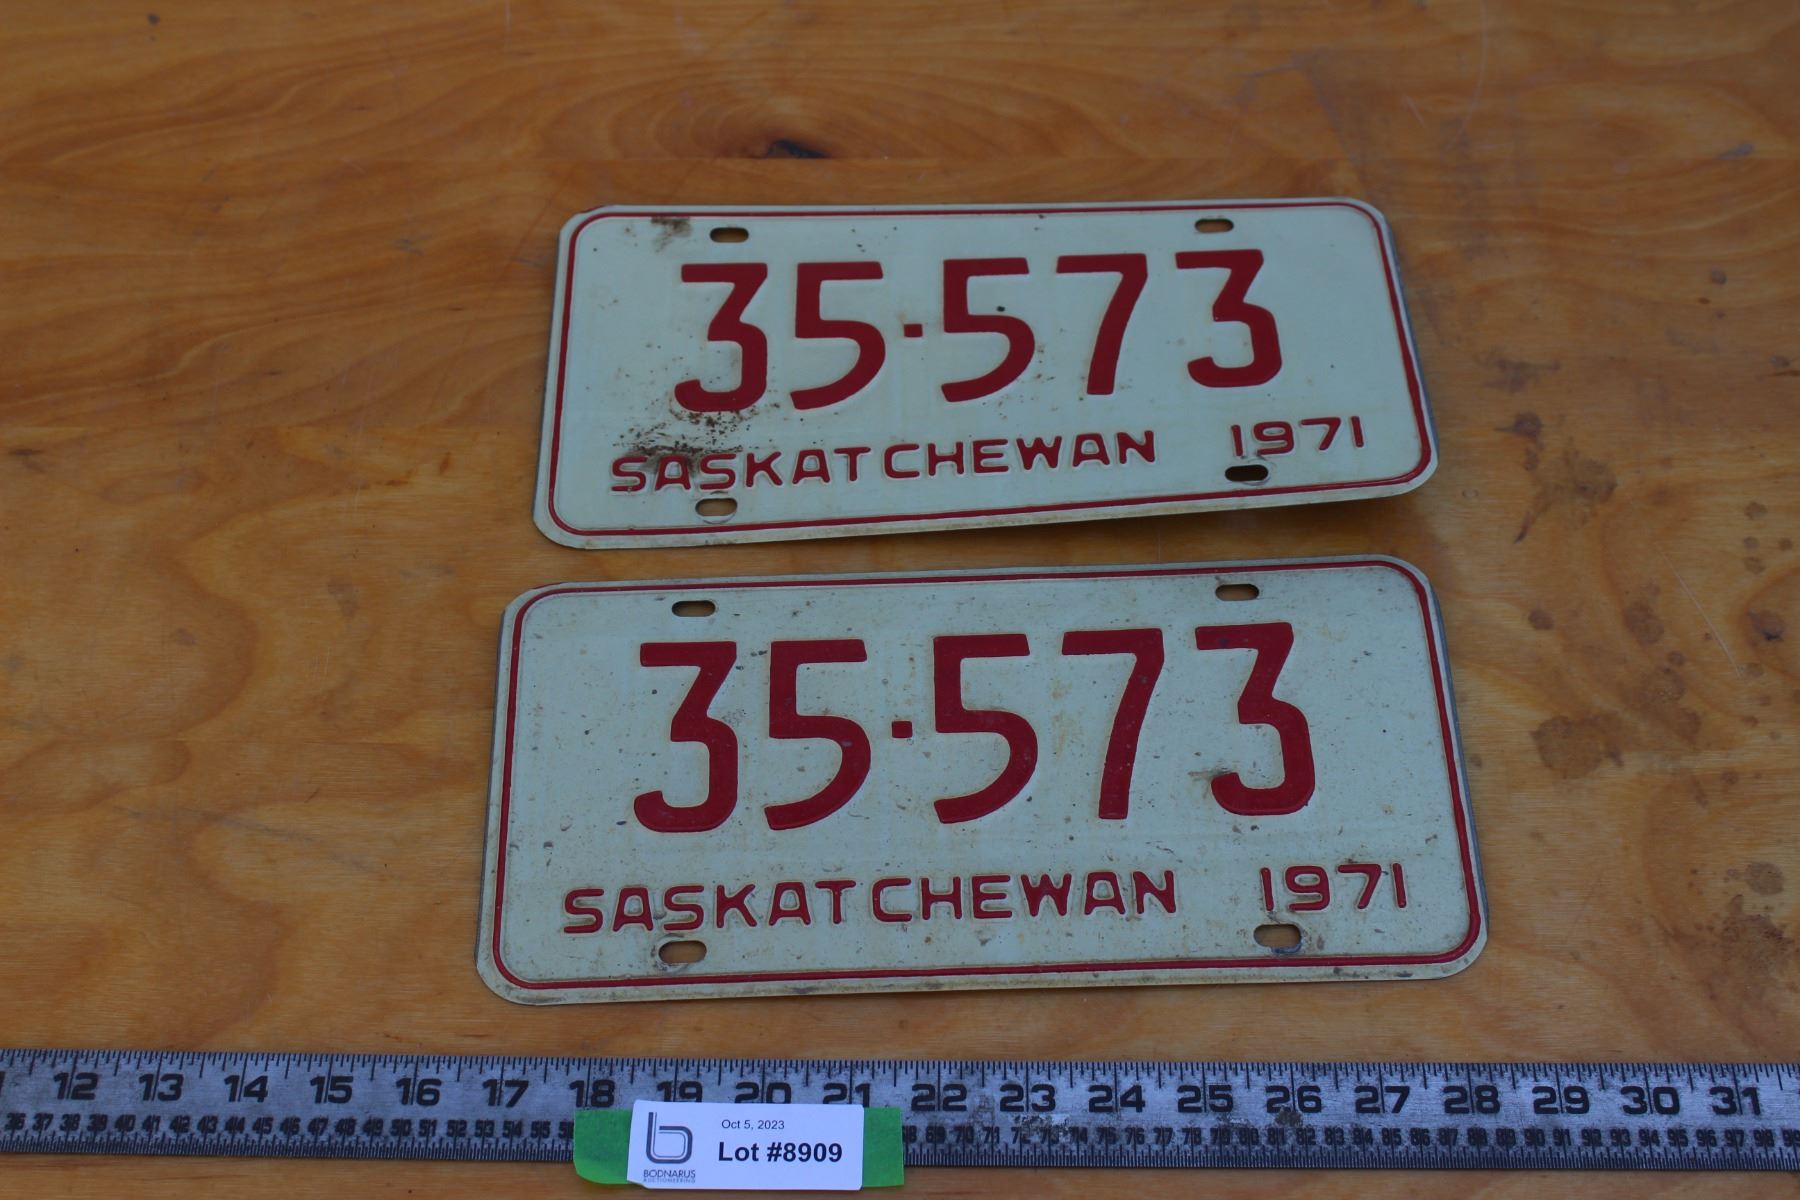 35·573
SASKATCHEWAN 1971
35·573
SASKATCHEWAN 1971
12 13 14 15 16 17 18 19 20 21 22 23 24 25 26 27 28 29 30 31
Oct 5, 2023
Lot #8909
BODNARUS
AUCTIONEERING